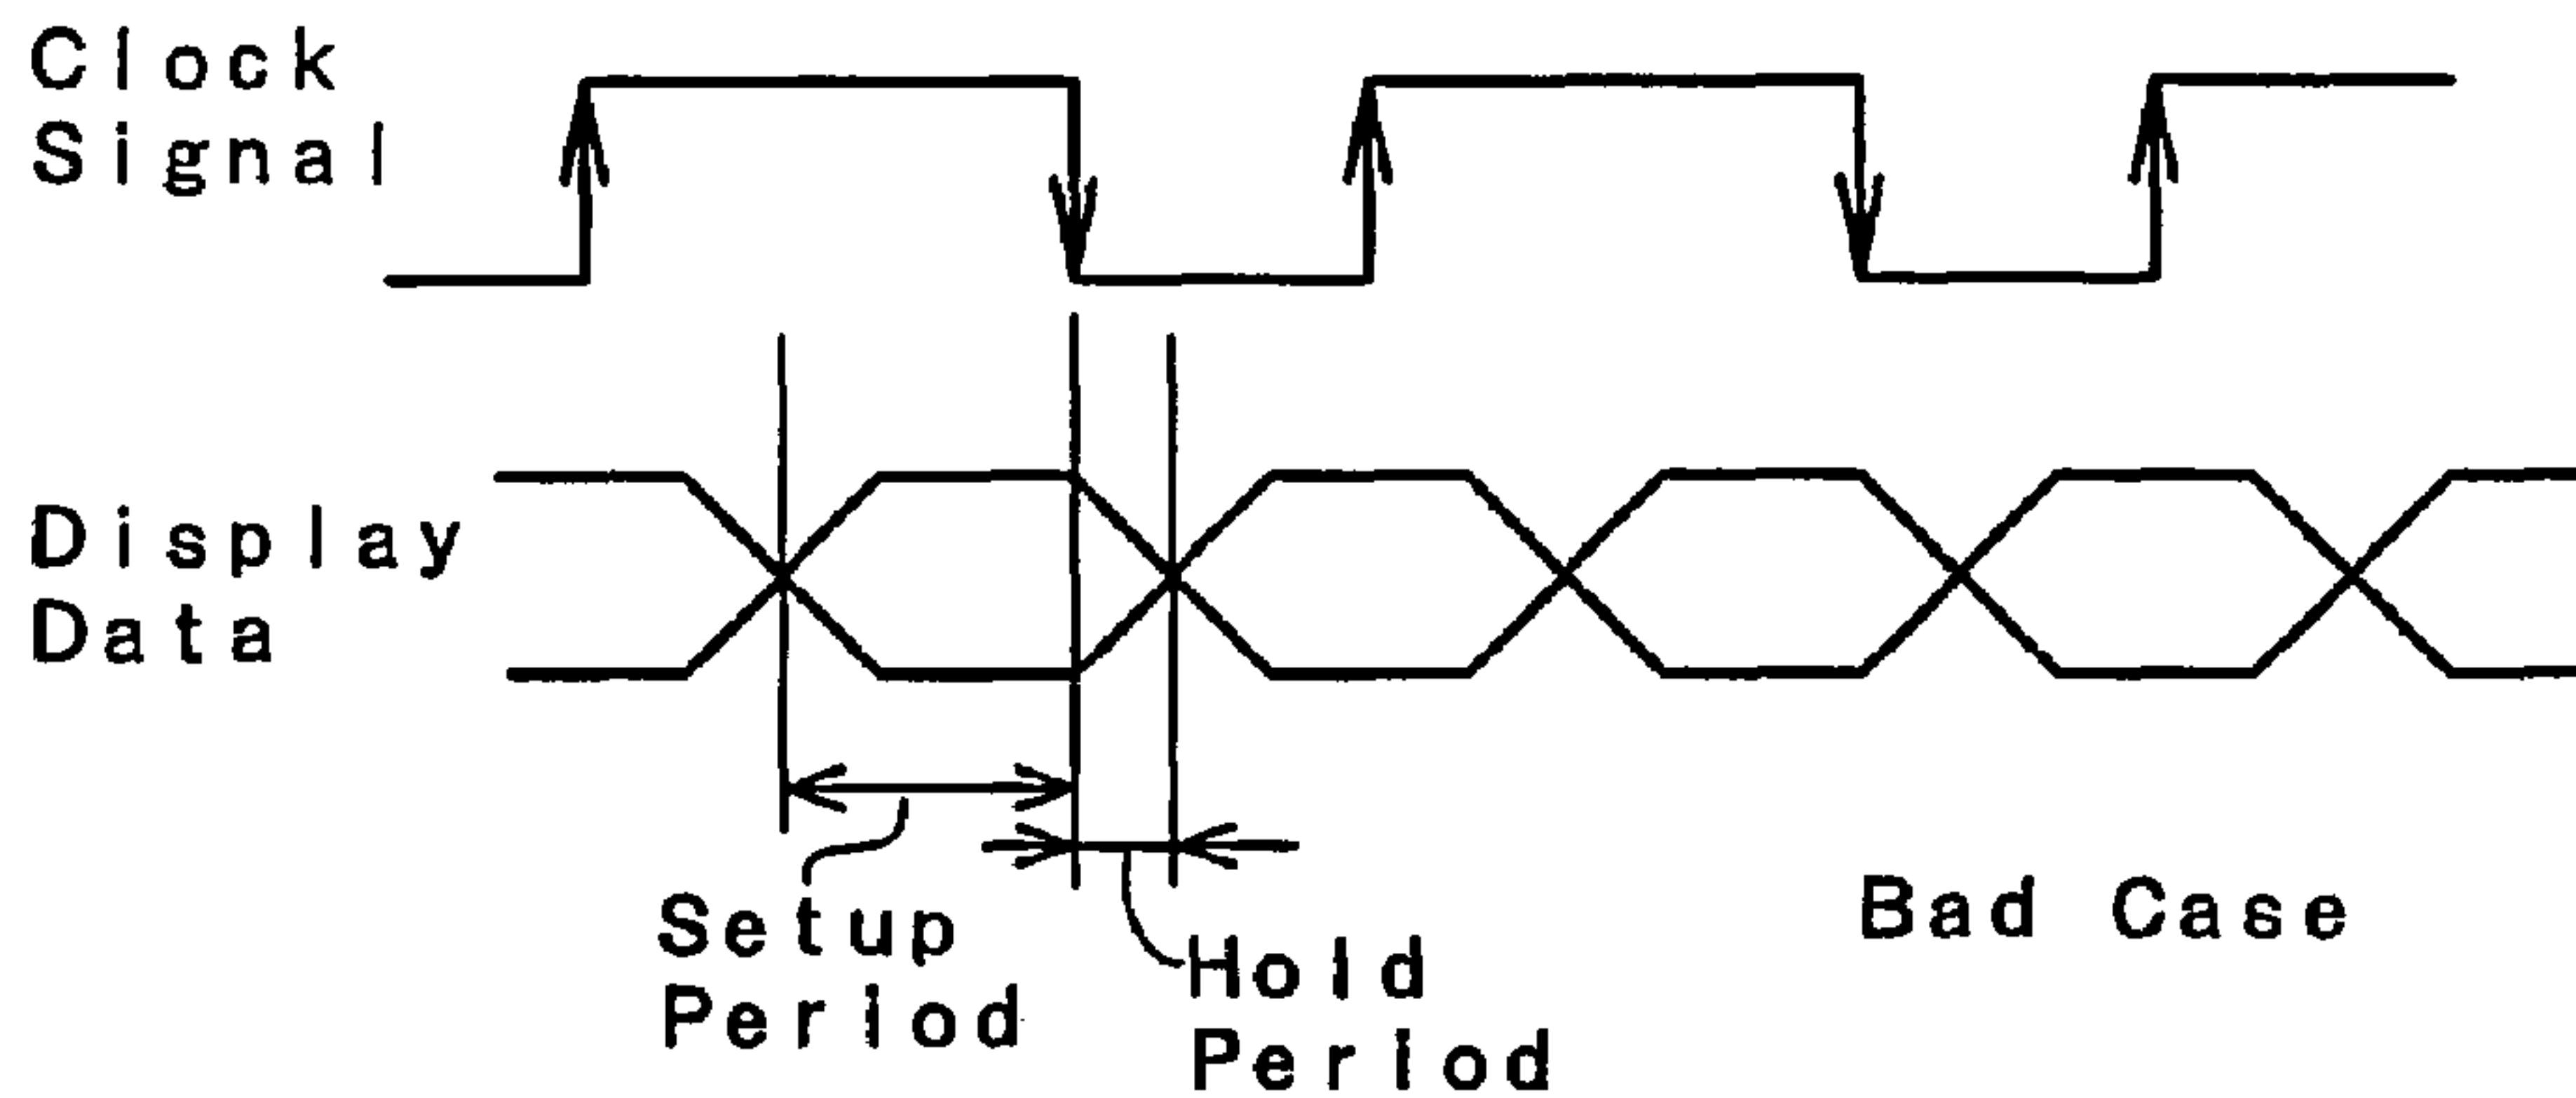 Clock
Signal
Display
Data
Setup
Period
Hold
Period
Bad Case